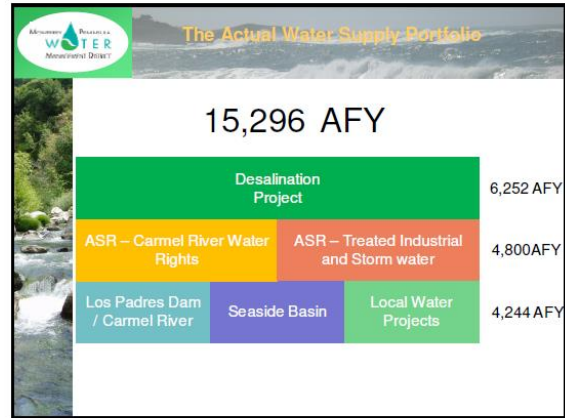 MONTEREY PENINSULA
WATER
MANAGEMENT DISTRICT
The Actual Water Supply Portfolio
15,296 AFY
Desalination
Project
6,252 AFY
ASR – Carmel River Water
Rights
ASR – Treated Industrial
and Storm water
4,800AFY
Los Padres Dam
/ Carmel River
Seaside Basin
Local Water
Projects
4,244 AFY